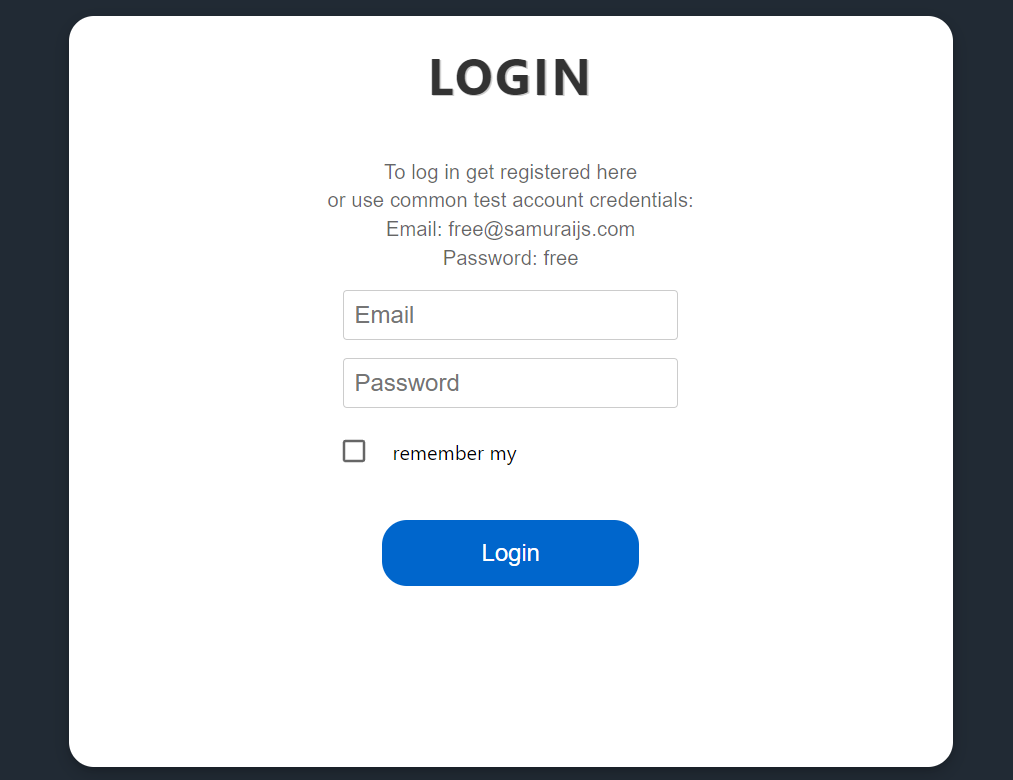 LOGIN
To log in get registered here
or use common test account credentials:
Email: free@samuraijs.com
Password: free
Email
Password
remember my
Login